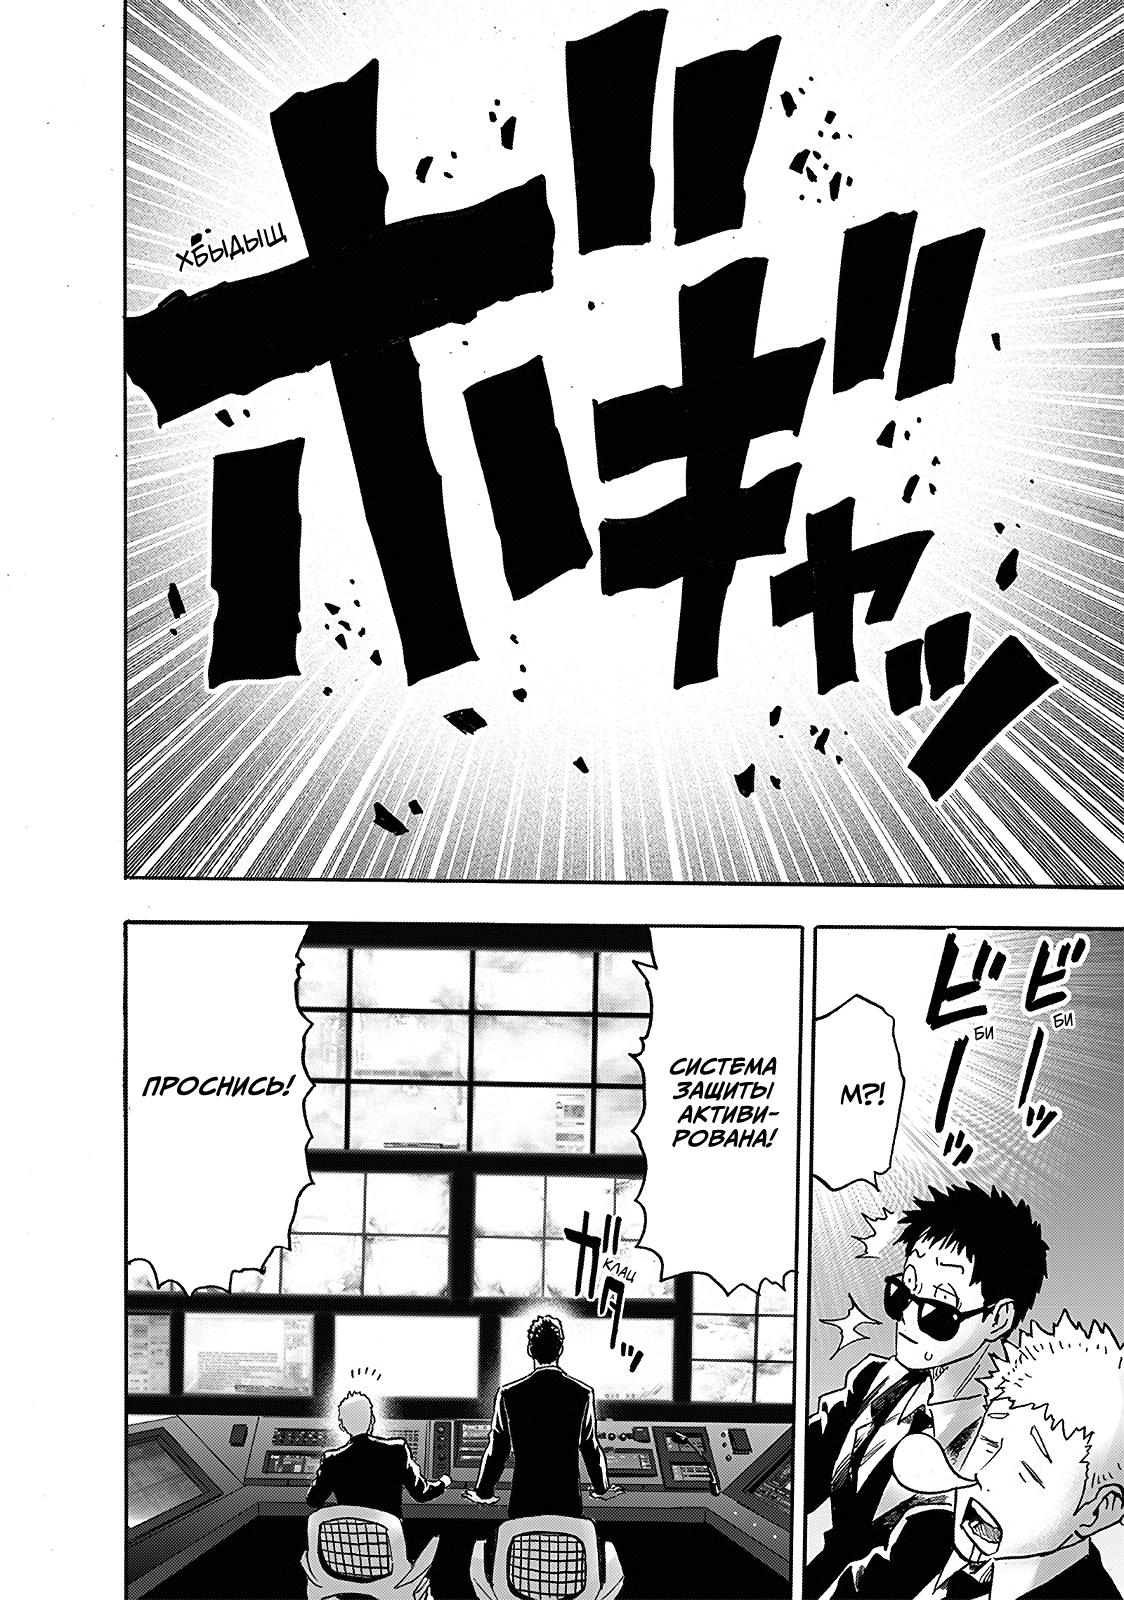 ボギャッ
ХБЫДЫЩ
ビーッ
БИ
ビーッ
БИ
М?!
СИСТЕМА
ЗАЩИТЫ
АКТИВИ-
РОВАНА!
ガタッ
КЛАЦ
ПРОСНИСЬ!